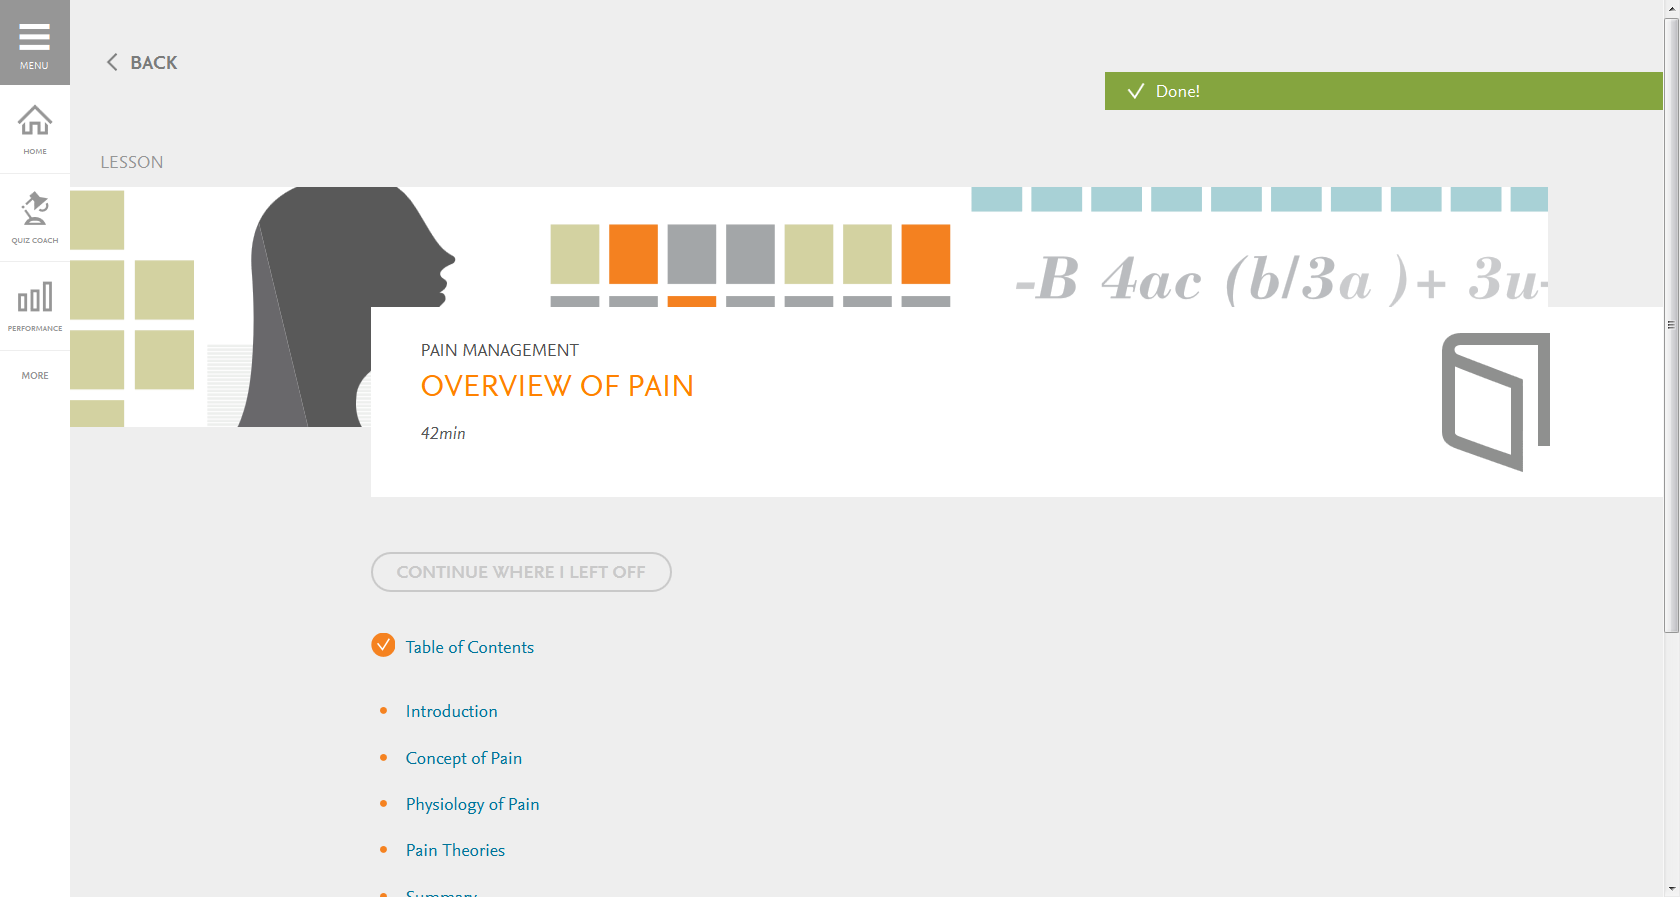 MENU
BACK
Done!
HOME
LESSON
QUIZ COACH
-B 4ac (b/3a )+ 3u-
PERFORMANCE
PAIN MANAGEMENT
MORE
OVERVIEW OF PAIN
42min
CONTINUE WHERE I LEFT OFF
Table of Contents
Introduction
Concept of Pain
Physiology of Pain
Pain Theories
Summary